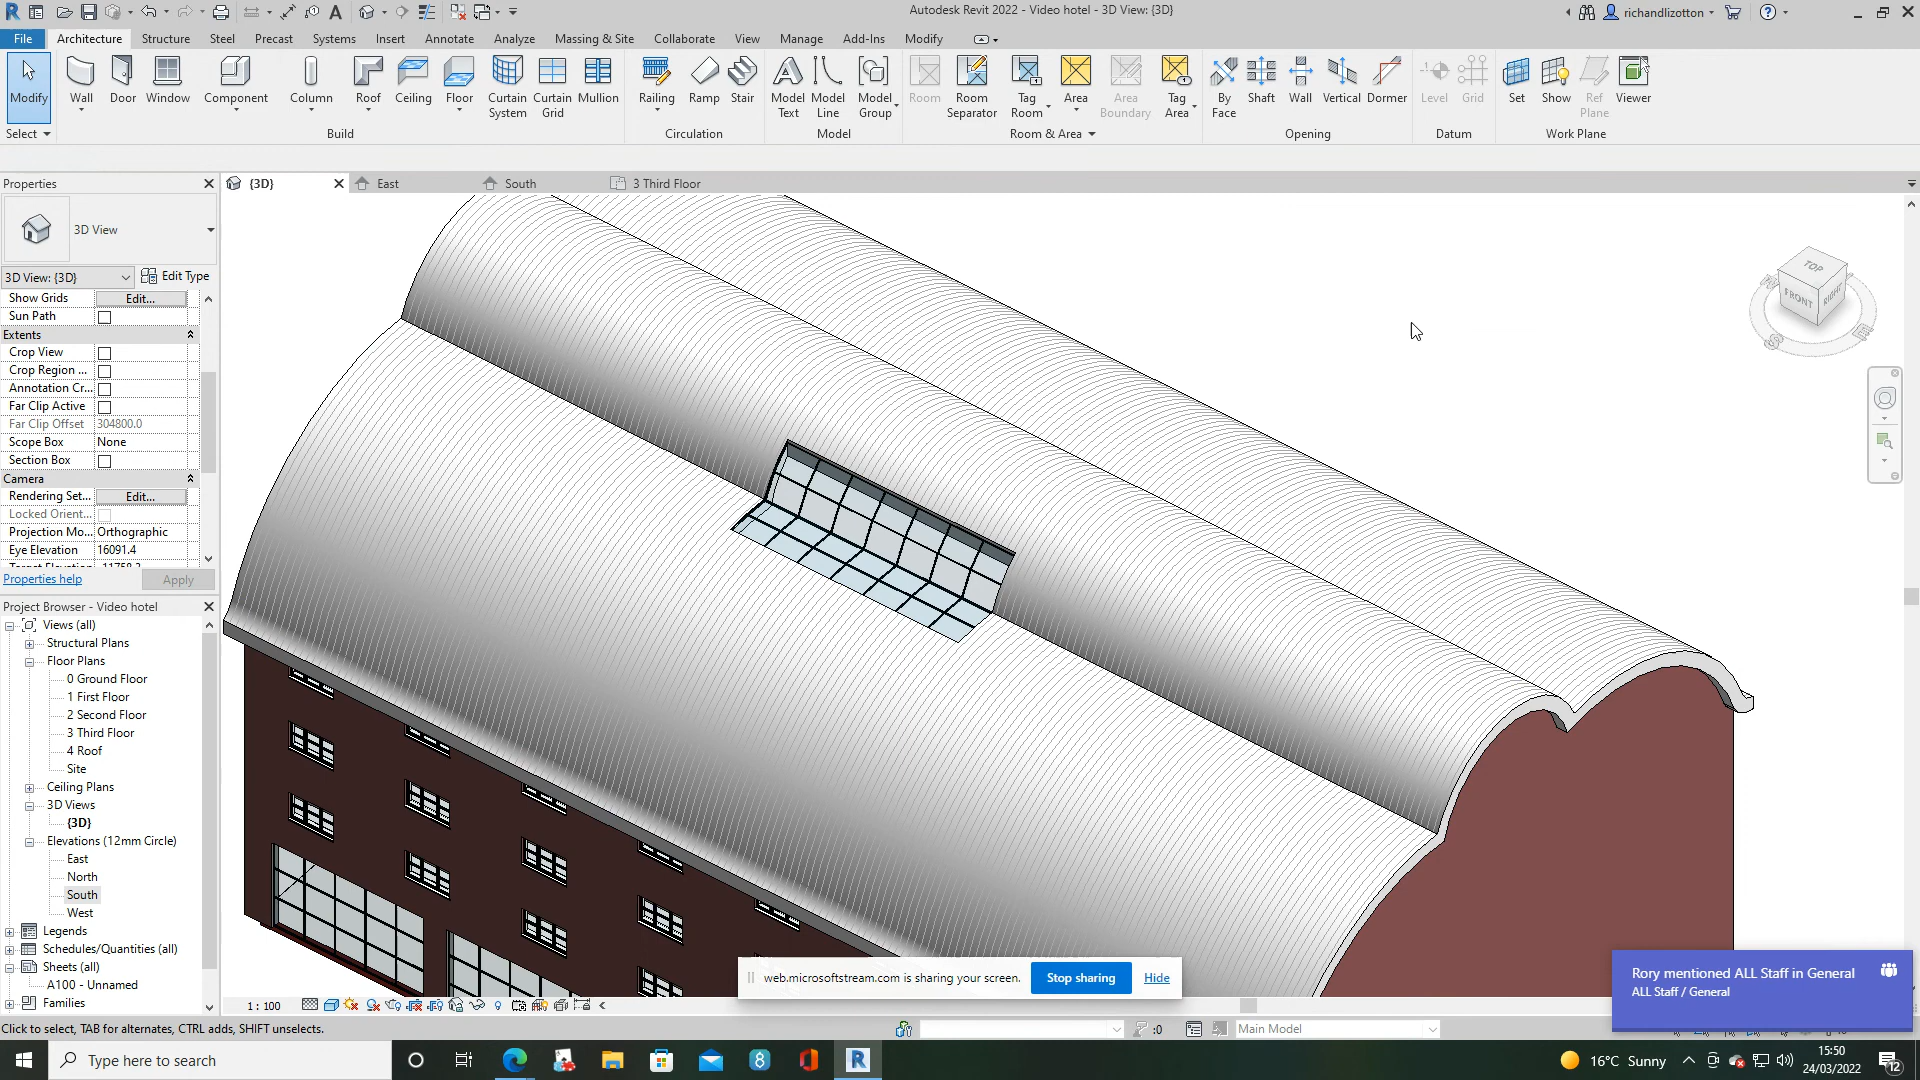 Autodesk Revit 2022 - Video hotel - 3D View: {3D}
richandlizotton
File Architecture Structure Steel Precast Systems Insert Annotate Analyze Massing & Site Collaborate View Manage Add-Ins Modify
Modify Wall Door Window Component Column Roof Ceiling Floor Curtain System Curtain Grid Mullion Railing Ramp Stair Model Text Model Line Model Group Room Room Separator Tag Room Area Area Boundary Tag Area By Face Shaft Wall Vertical Dormer Level Grid Set Show Ref Plane Viewer
Select Build Circulation Model Room & Area Opening Datum Work Plane
Properties
{3D} East South 3 Third Floor
3D View
3D View: {3D} Edit Type
Show Grids Edit...
Sun Path
Extents
Crop View
Crop Region ...
Annotation Cr...
Far Clip Active
Far Clip Offset 304800.0
Scope Box None
Section Box
Camera
Rendering Set... Edit...
Locked Orient...
Projection Mo... Orthographic
Eye Elevation 16091.4
Properties help Apply
Project Browser - Video hotel
Views (all)
Structural Plans
Floor Plans
0 Ground Floor
1 First Floor
2 Second Floor
3 Third Floor
4 Roof
Site
Ceiling Plans
3D Views
{3D}
Elevations (12mm Circle)
East
North
South
West
Legends
Schedules/Quantities (all)
Sheets (all)
A100 - Unnamed
Families
TOP
FRONT RIGHT
S E
web.microsoftstream.com is sharing your screen. Stop sharing Hide
Rory mentioned ALL Staff in General
ALL Staff / General
1 : 100
Click to select, TAB for alternates, CTRL adds, SHIFT unselects.
:0 Main Model
Type here to search
16°C Sunny
15:50
24/03/2022
12